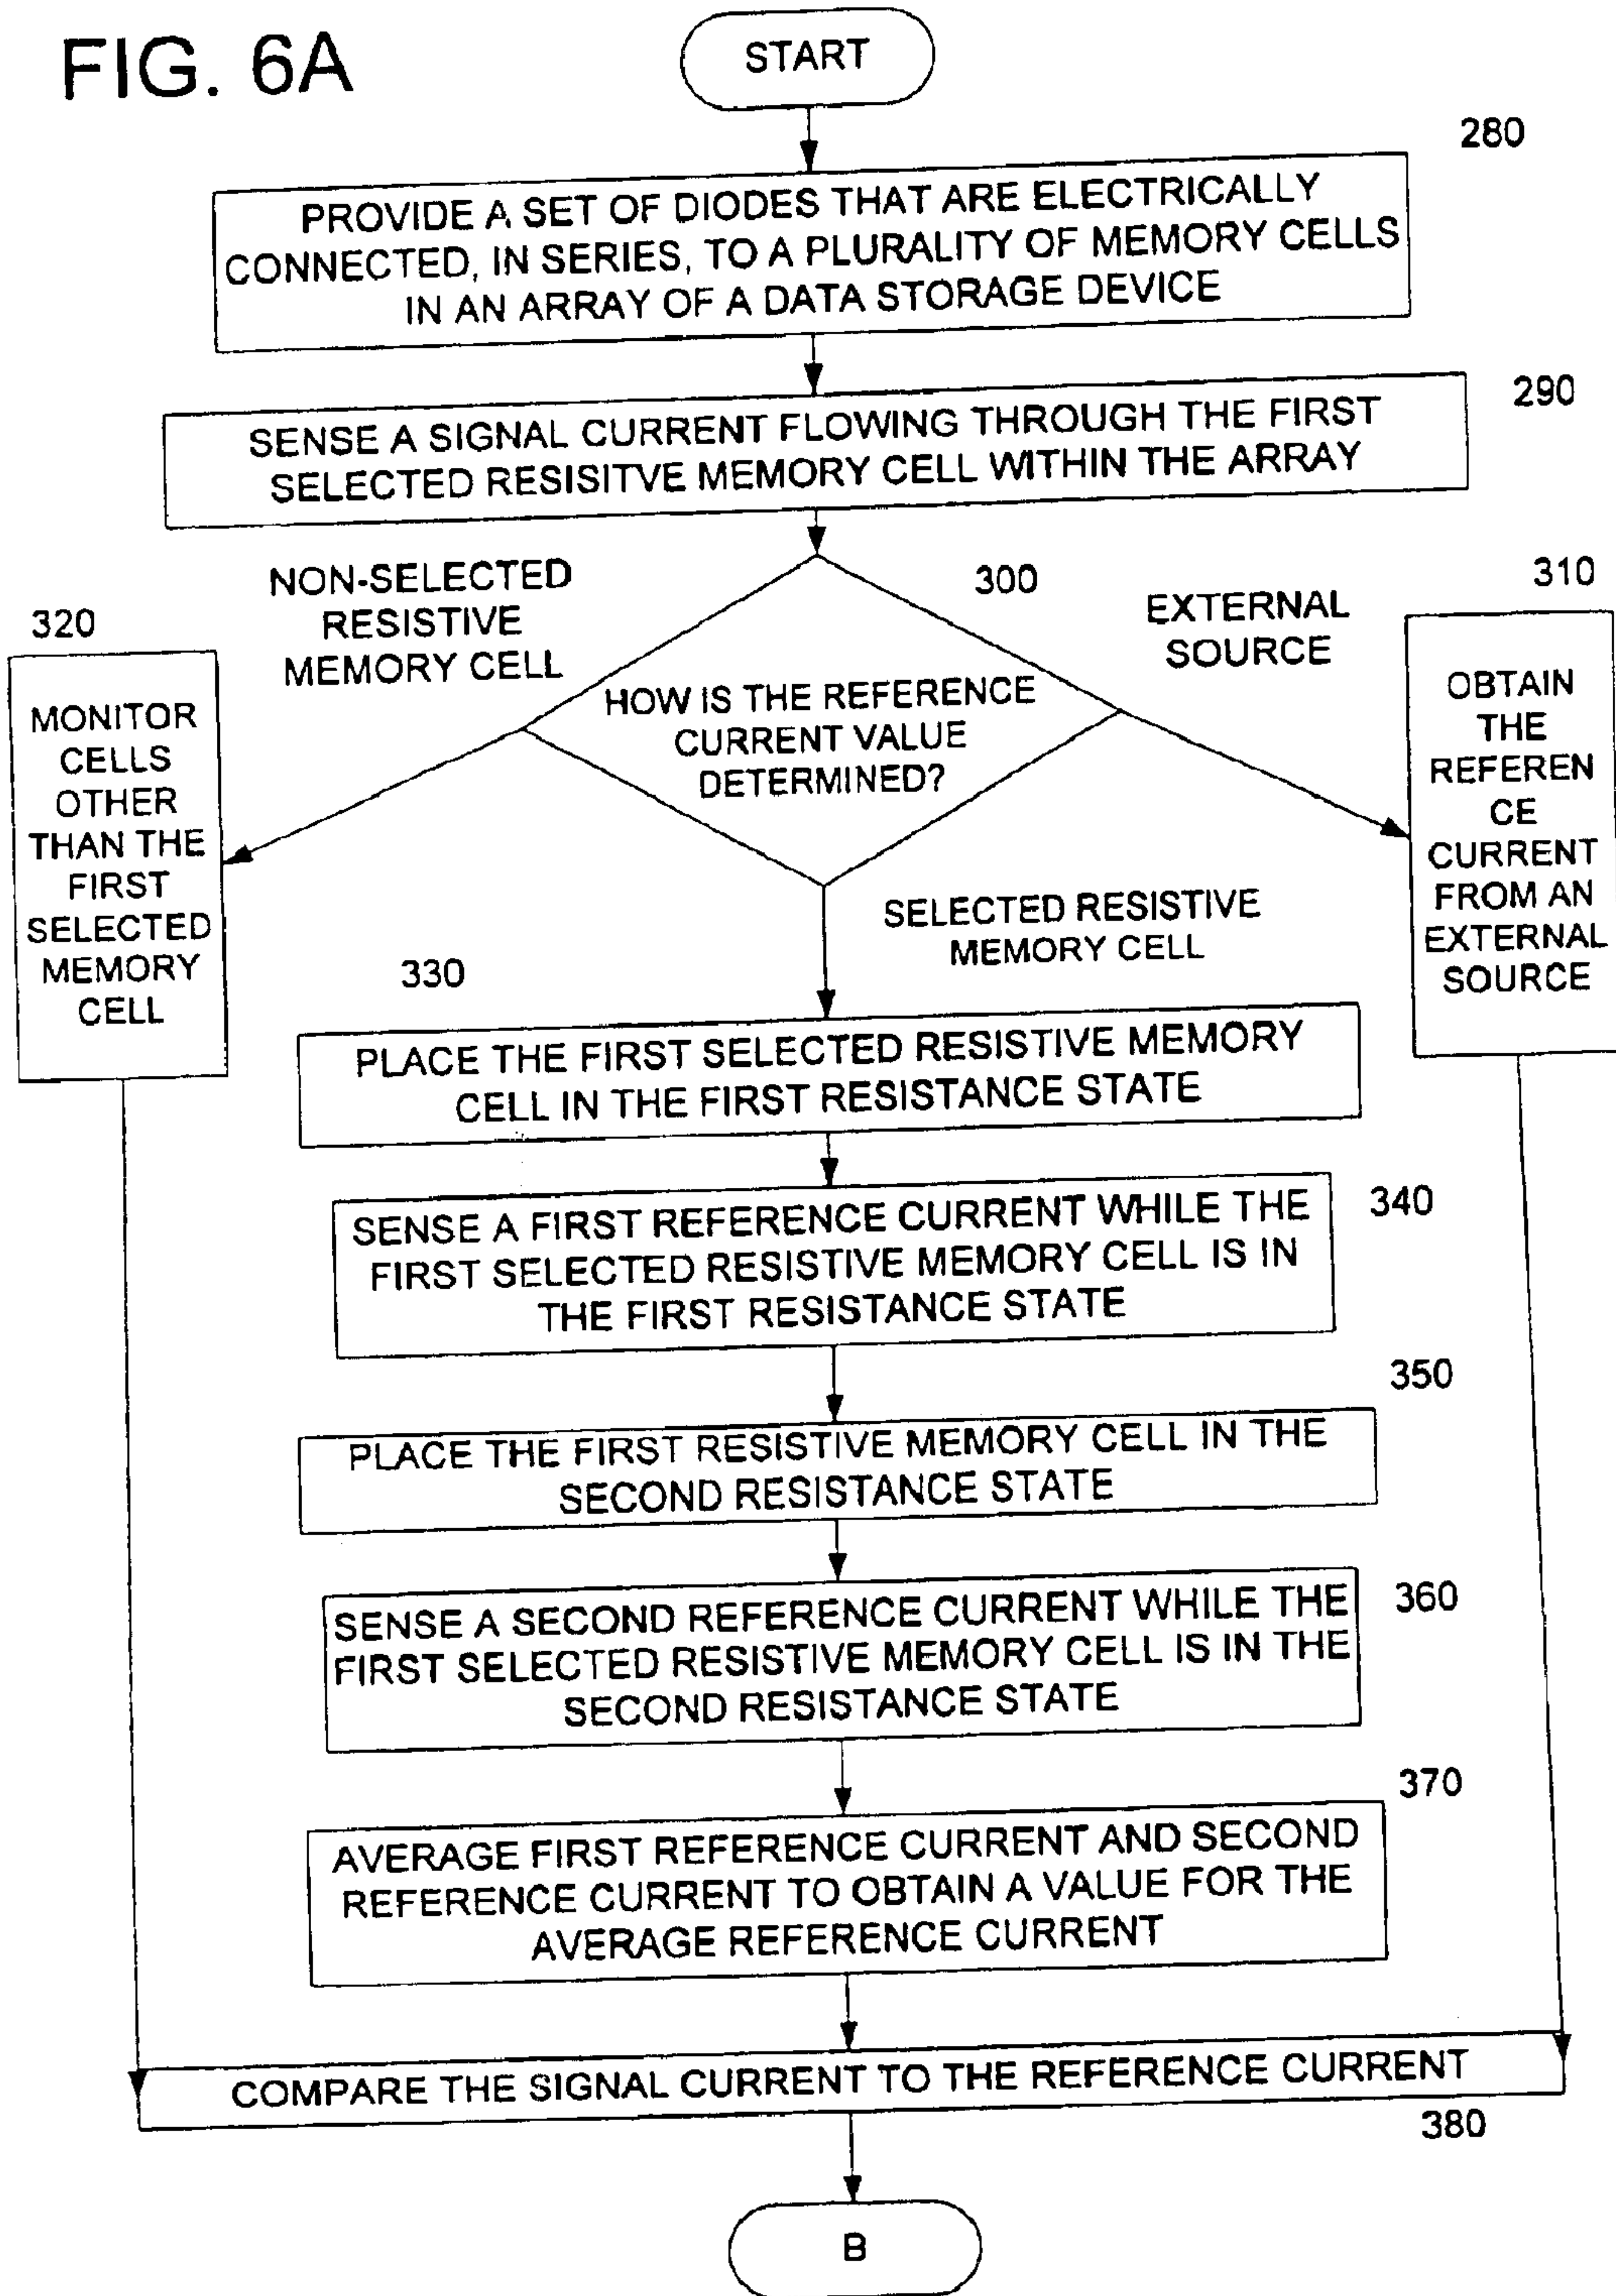 FIG. 6A
START
280
PROVIDE A SET OF DIODES THAT ARE ELECTRICALLY
CONNECTED, IN SERIES, TO A PLURALITY OF MEMORY CELLS
IN AN ARRAY OF A DATA STORAGE DEVICE
290
SENSE A SIGNAL CURRENT FLOWING THROUGH THE FIRST
SELECTED RESISITVE MEMORY CELL WITHIN THE ARRAY
NON-SELECTED
RESISTIVE
MEMORY CELL
300
EXTERNAL
SOURCE
310
320
HOW IS THE REFERENCE
CURRENT VALUE
DETERMINED?
MONITOR
CELLS
OTHER
THAN THE
FIRST
SELECTED
MEMORY
CELL
OBTAIN
THE
REFEREN
CE
CURRENT
FROM AN
EXTERNAL
SOURCE
SELECTED RESISTIVE
MEMORY CELL
330
PLACE THE FIRST SELECTED RESISTIVE MEMORY
CELL IN THE FIRST RESISTANCE STATE
340
SENSE A FIRST REFERENCE CURRENT WHILE THE
FIRST SELECTED RESISTIVE MEMORY CELL IS IN
THE FIRST RESISTANCE STATE
350
PLACE THE FIRST RESISTIVE MEMORY CELL IN THE
SECOND RESISTANCE STATE
360
SENSE A SECOND REFERENCE CURRENT WHILE THE
FIRST SELECTED RESISTIVE MEMORY CELL IS IN THE
SECOND RESISTANCE STATE
370
AVERAGE FIRST REFERENCE CURRENT AND SECOND
REFERENCE CURRENT TO OBTAIN A VALUE FOR THE
AVERAGE REFERENCE CURRENT
COMPARE THE SIGNAL CURRENT TO THE REFERENCE CURRENT
380
B